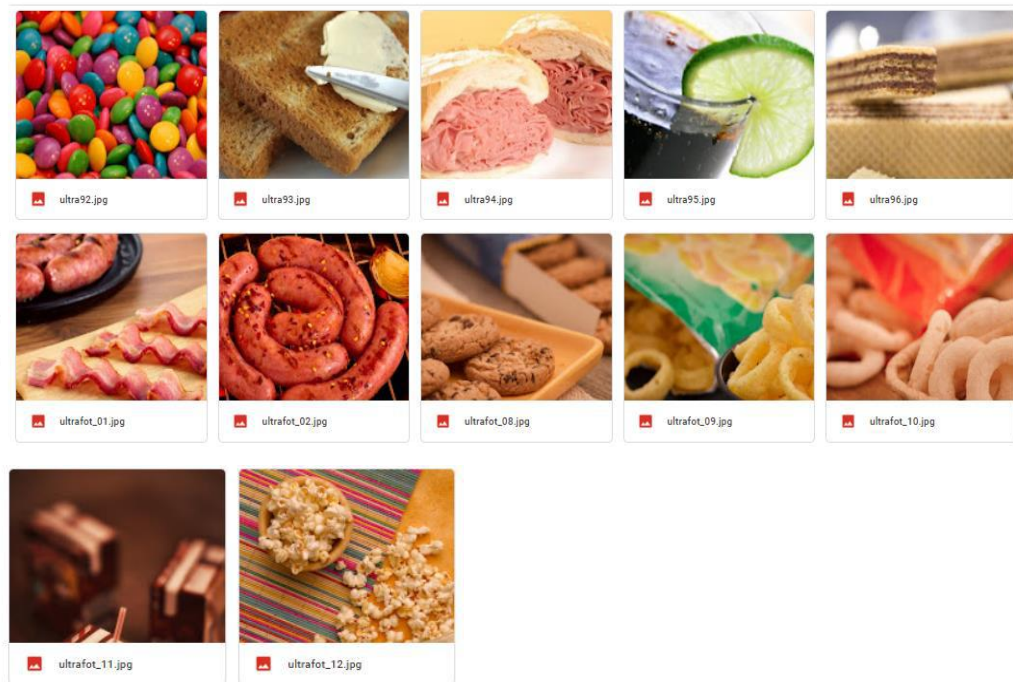 ultra92.jpg
ultra93.jpg
ultra94.jpg
ultra95.jpg
ultra96.jpg
ultrafot_01.jpg
ultrafot_02.jpg
ultrafot_08.jpg
ultrafot_09.jpg
ultrafot_10.jpg
ultrafot_11.jpg
ultrafot_12.jpg